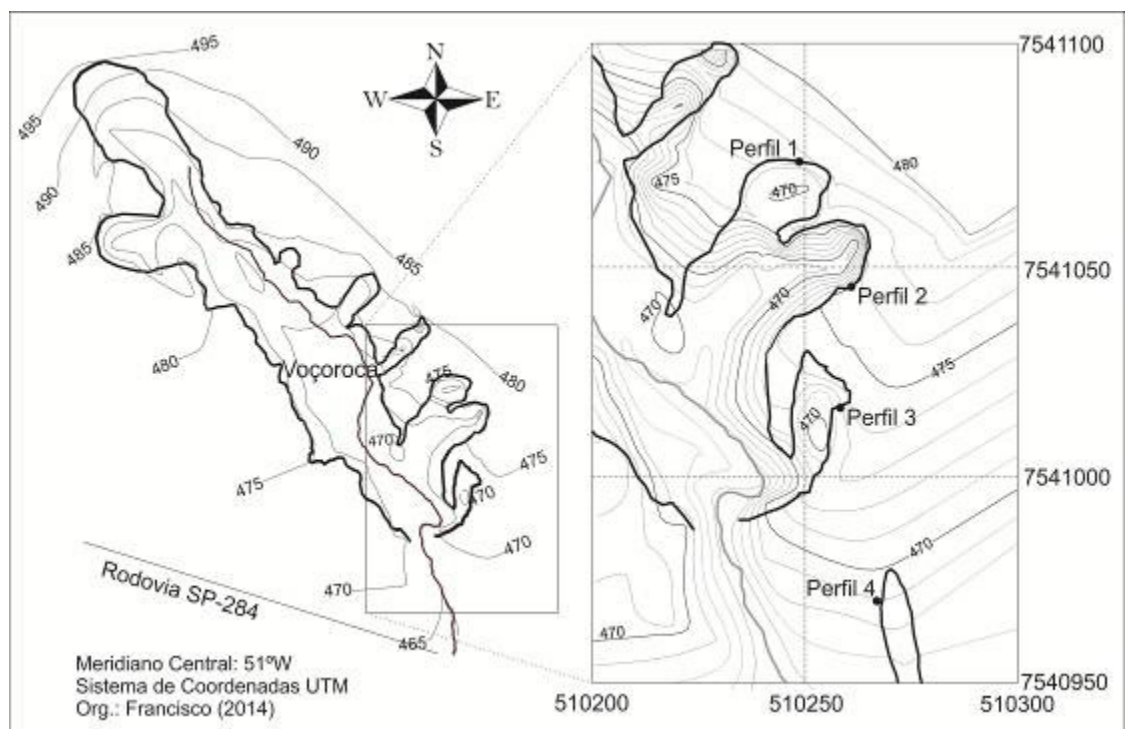 495
N
W E
S
495
490
490
485
485
480
Voçoroca
475
480
470
475
475
470
470
470
465
Rodovia SP-284
Meridiano Central: 51ºW
Sistema de Coordenadas UTM
Org.: Francisco (2014)
7541100
Perfil 1
480
475
470
7541050
470
470
Perfil 2
475
470
Perfil 3
7541000
470
Perfil 4
470
7540950
510200
510250
510300